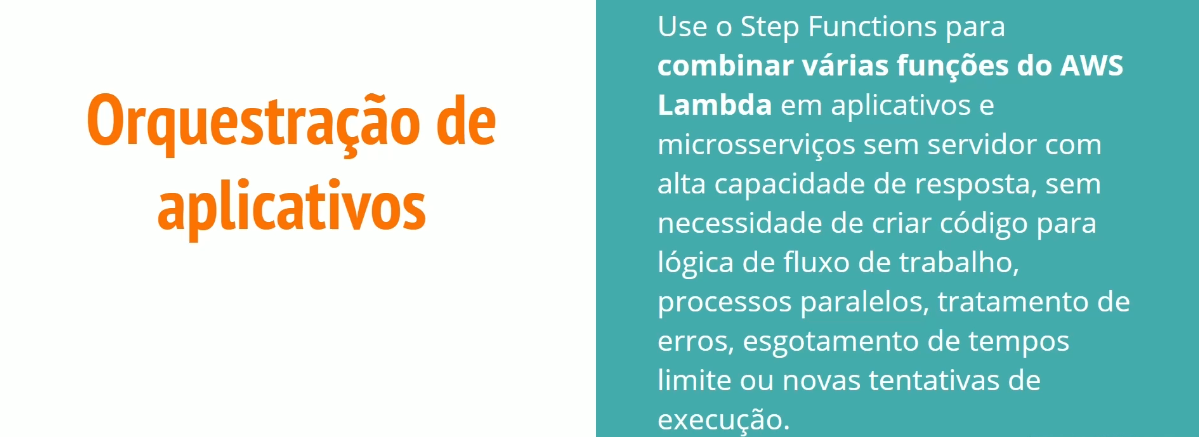 Orquestração de
aplicativos
Use o Step Functions para
combinar várias funções do AWS
Lambda em aplicativos e
microsserviços sem servidor com
alta capacidade de resposta, sem
necessidade de criar código para
lógica de fluxo de trabalho,
processos paralelos, tratamento de
erros, esgotamento de tempos
limite ou novas tentativas de
execução.